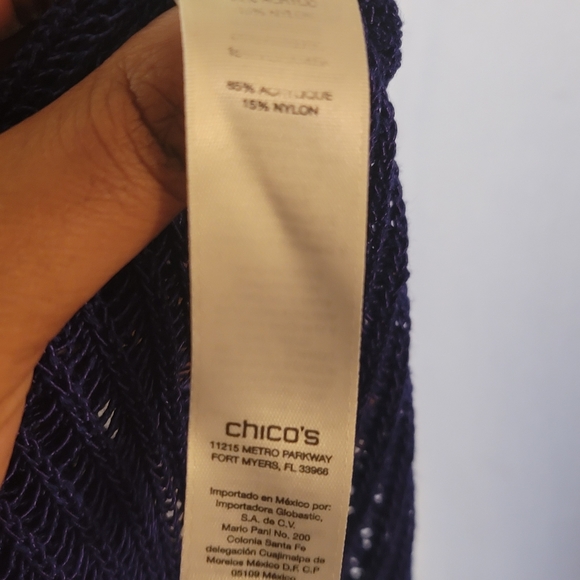 85% ACRYLIQUE
15% NYLON
chico's
11215 METRO PARKWAY
FORT MYERS, FL 33966
Importado en México por:
Importadora Globastic,
S.A. de C.V.
Mario Pani No. 200
Colonia Santa Fe
delegación Cuajimalpa de
Morelos México D.F. C.P
05109 México